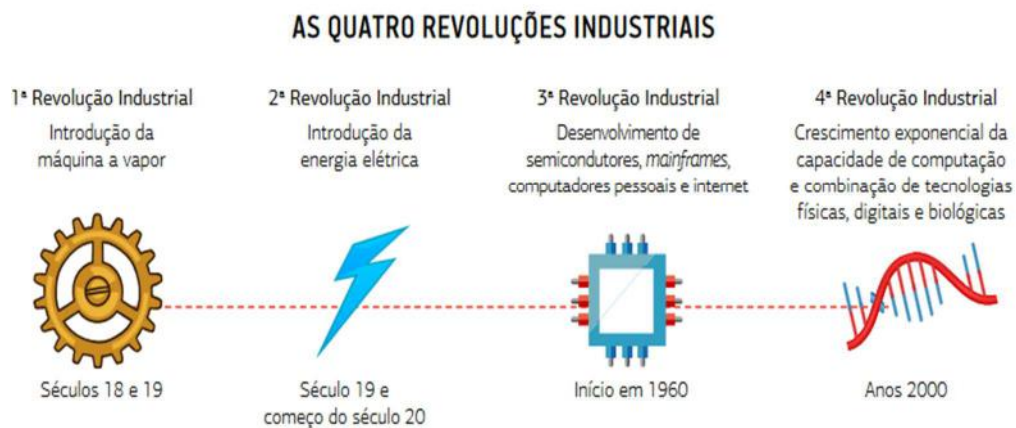 AS QUATRO REVOLUÇÕES INDUSTRIAIS
1ª Revolução Industrial
Introdução da
máquina a vapor
Séculos 18 e 19
2ª Revolução Industrial
Introdução da
energia elétrica
Século 19 e
começo do século 20
3ª Revolução Industrial
Desenvolvimento de
semicondutores, mainframes,
computadores pessoais e internet
Início em 1960
4ª Revolução Industrial
Crescimento exponencial da
capacidade de computação
e combinação de tecnologias
físicas, digitais e biológicas
Anos 2000